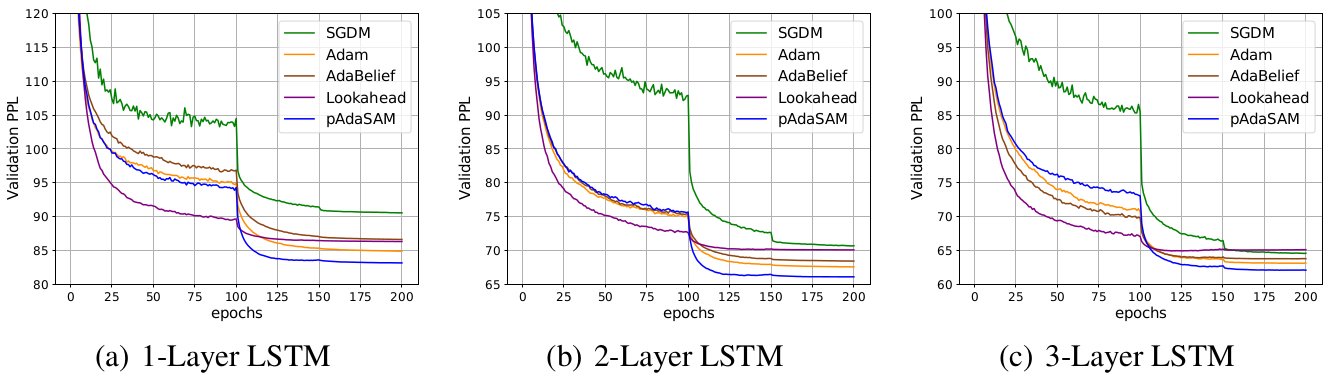 120
115
110
105
100
95
90
85
80
Validation PPL
SGDM
Adam
AdaBelief
Lookahead
pAdaSAM
0 25 50 75 100 125 150 175 200
epochs
(a) 1-Layer LSTM
105
100
95
90
85
80
75
70
65
Validation PPL
SGDM
Adam
AdaBelief
Lookahead
pAdaSAM
0 25 50 75 100 125 150 175 200
epochs
(b) 2-Layer LSTM
100
95
90
85
80
75
70
65
60
Validation PPL
SGDM
Adam
AdaBelief
Lookahead
pAdaSAM
0 25 50 75 100 125 150 175 200
epochs
(c) 3-Layer LSTM